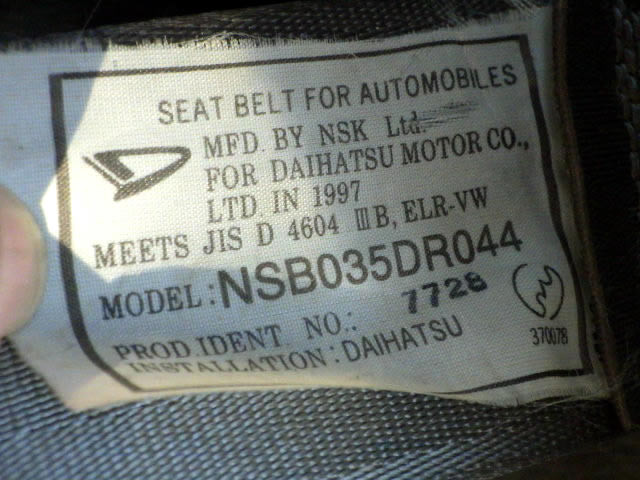 SEAT BELT FOR AUTOMOBILES
MFD. BY NSK Ltd.
FOR DAIHATSU MOTOR CO.,
LTD. IN 1997
MEETS JIS D 4604 ⅢB, ELR-VW
MODEL: NSB035DR044
PROD.IDENT. NO.: 7728
INSTALLATION: DAIHATSU
370078